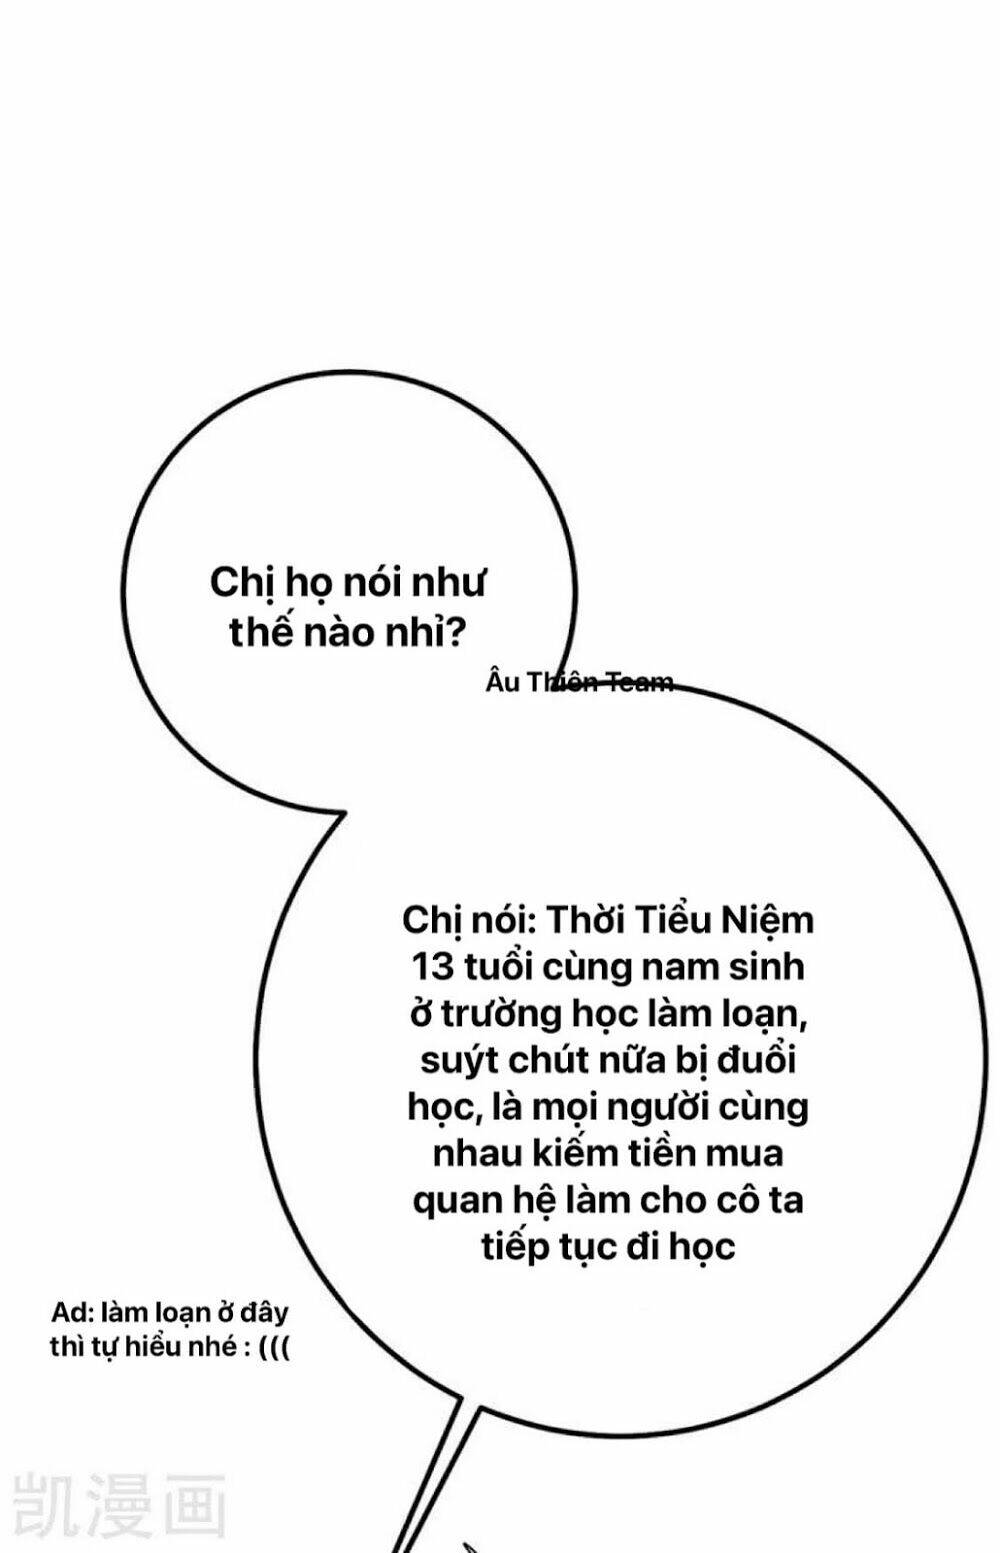 Chị họ nói như
thế nào nhỉ?
Âu Thiên Team
Chị nói: Thời Tiểu Niệm
13 tuổi cùng nam sinh
ở trường học làm loạn,
suýt chút nữa bị đuổi
học, là mọi người cùng
nhau kiếm tiền mua
quan hệ làm cho cô ta
tiếp tục đi học
Ad: làm loạn ở đây
thì tự hiểu nhé : (((
凯漫画